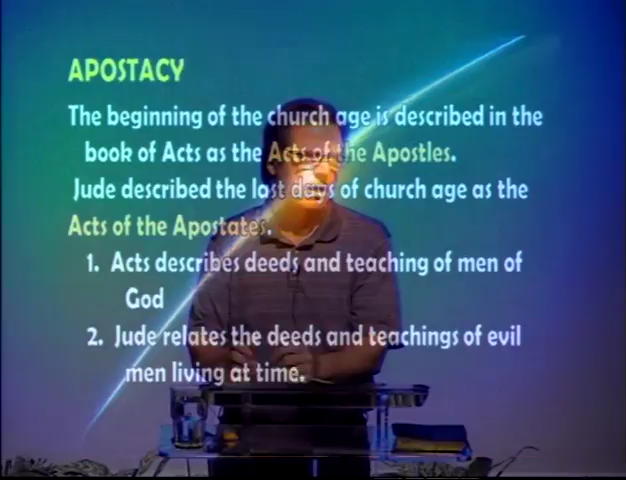 APOSTACY
The beginning of the church age is described in the
book of Acts as the Acts of the Apostles.
Jude described the lost days of church age as the
Acts of the Apostates.
1. Acts describes deeds and teaching of men of
God
2. Jude relates the deeds and teachings of evil
men living at time.